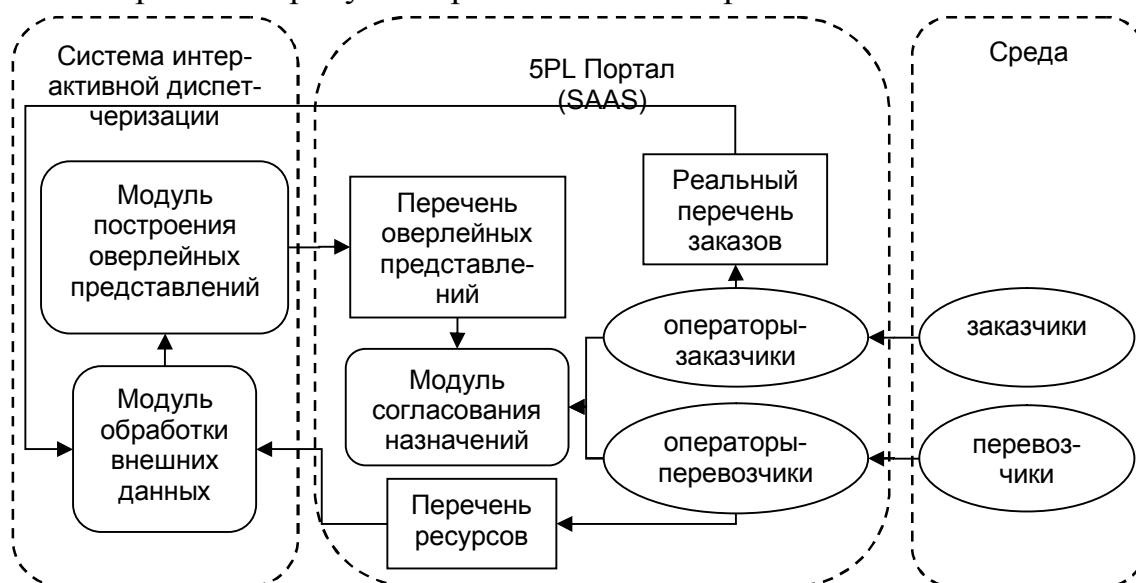 Система интер-
активной диспет-
черизации
5PL Портал
(SAAS)
Среда
Модуль
построения
оверлейных
представлений
Перечень
оверлейных
представле-
ний
Реальный
перечень
заказов
операторы-
заказчики
заказчики
Модуль
согласования
назначений
Модуль
обработки
внешних
данных
операторы-
перевозчики
перевоз-
чики
Перечень
ресурсов